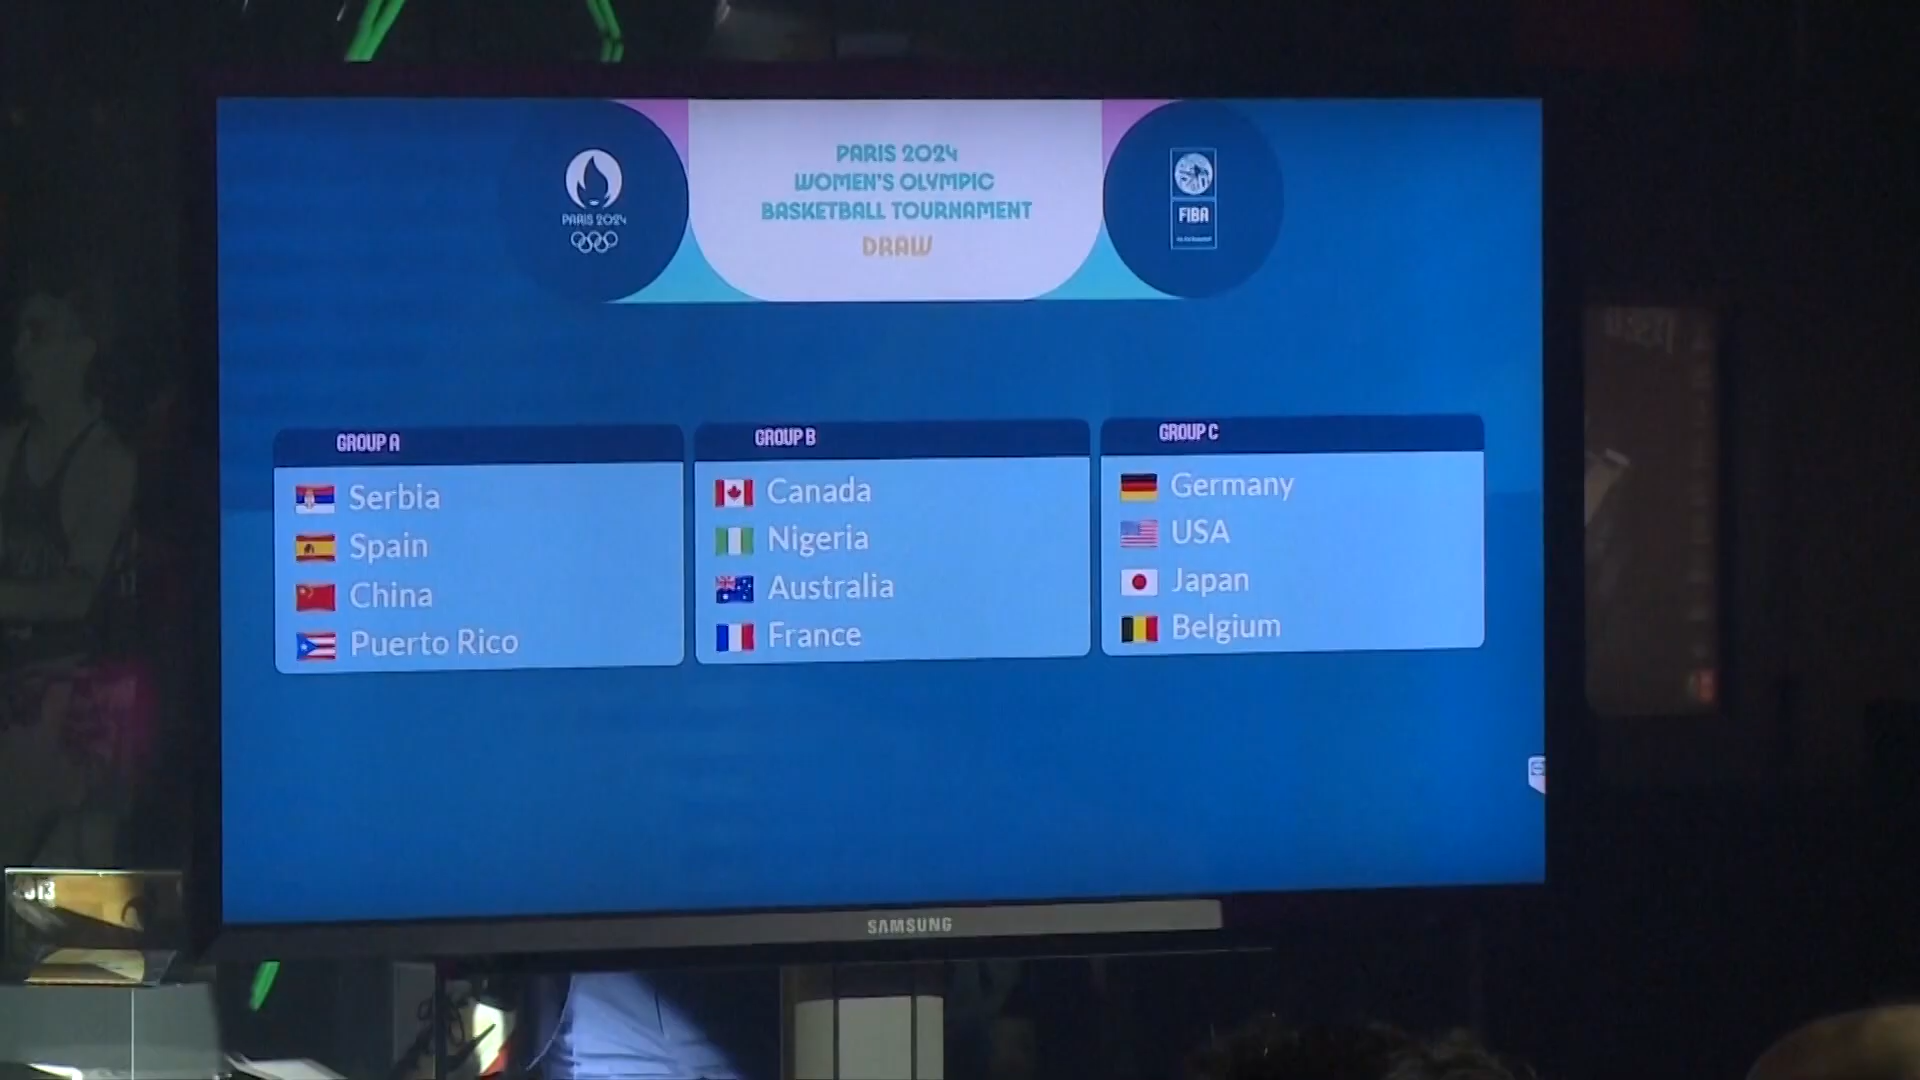 PARIS 2024
WOMEN'S OLYMPIC
BASKETBALL TOURNAMENT
DRAW
PARIS 2024
FIBA
GROUP A
Serbia
Spain
China
Puerto Rico
GROUP B
Canada
Nigeria
Australia
France
GROUP C
Germany
USA
Japan
Belgium
SAMSUNG